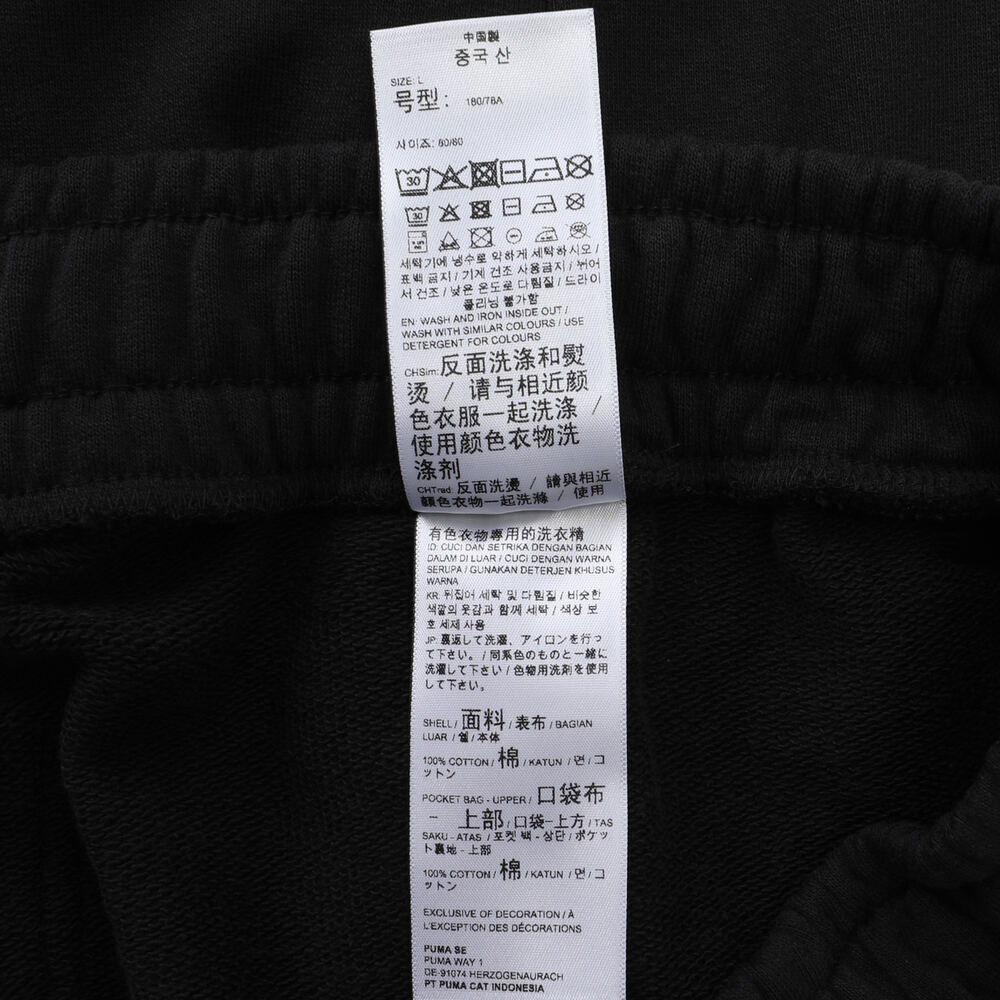 中国製
중국 산
SIZE: L
号型: 180/78A
사이즈: 80/80
30
30
세탁기에 냉수로 약하게 세탁하시오 /
표백 금지 / 기계 건조 사용금지 / 뉘어
서 건조 / 낮은 온도로 다림질 / 드라이
클리닝 불가함
EN: WASH AND IRON INSIDE OUT /
WASH WITH SIMILAR COLOURS / USE
DETERGENT FOR COLOURS
CHSim: 反面洗涤和熨
烫 / 请与相近颜
色衣服一起洗涤 /
使用颜色衣物洗
涤剂
CHTrad: 反面洗燙 / 請與相近
顏色衣物一起洗滌 / 使用
有色衣物專用的洗衣精
ID: CUCI DAN SETRIKA DENGAN BAGIAN
DALAM DI LUAR / CUCI DENGAN WARNA
SERUPA / GUNAKAN DETERJEN KHUSUS
WARNA
KR: 뒤집어 세탁 및 다림질 / 비슷한
색깔의 옷감과 함께 세탁 / 색상 보
호 세제 사용
JP: 裏返して洗濯、アイロンを行っ
て下さい。/ 同系色のものと一緒に
洗濯して下さい / 色物用洗剤を使用
して下さい。
SHELL / 面料 / 表布 / BAGIAN
LUAR / 쉘 / 本体
100% COTTON / 棉 / KATUN / 면 / コ
ットン
POCKET BAG - UPPER / 口袋布
- 上部 / 口袋-上方 / TAS
SAKU - ATAS / 포켓 백 - 상단 / ポケッ
ト裏地 - 上部
100% COTTON / 棉 / KATUN / 면 / コ
ットン
EXCLUSIVE OF DECORATION / À
L'EXCEPTION DES DÉCORATIONS
PUMA SE
PUMA WAY 1
DE-91074 HERZOGENAURACH
PT PUMA CAT INDONESIA